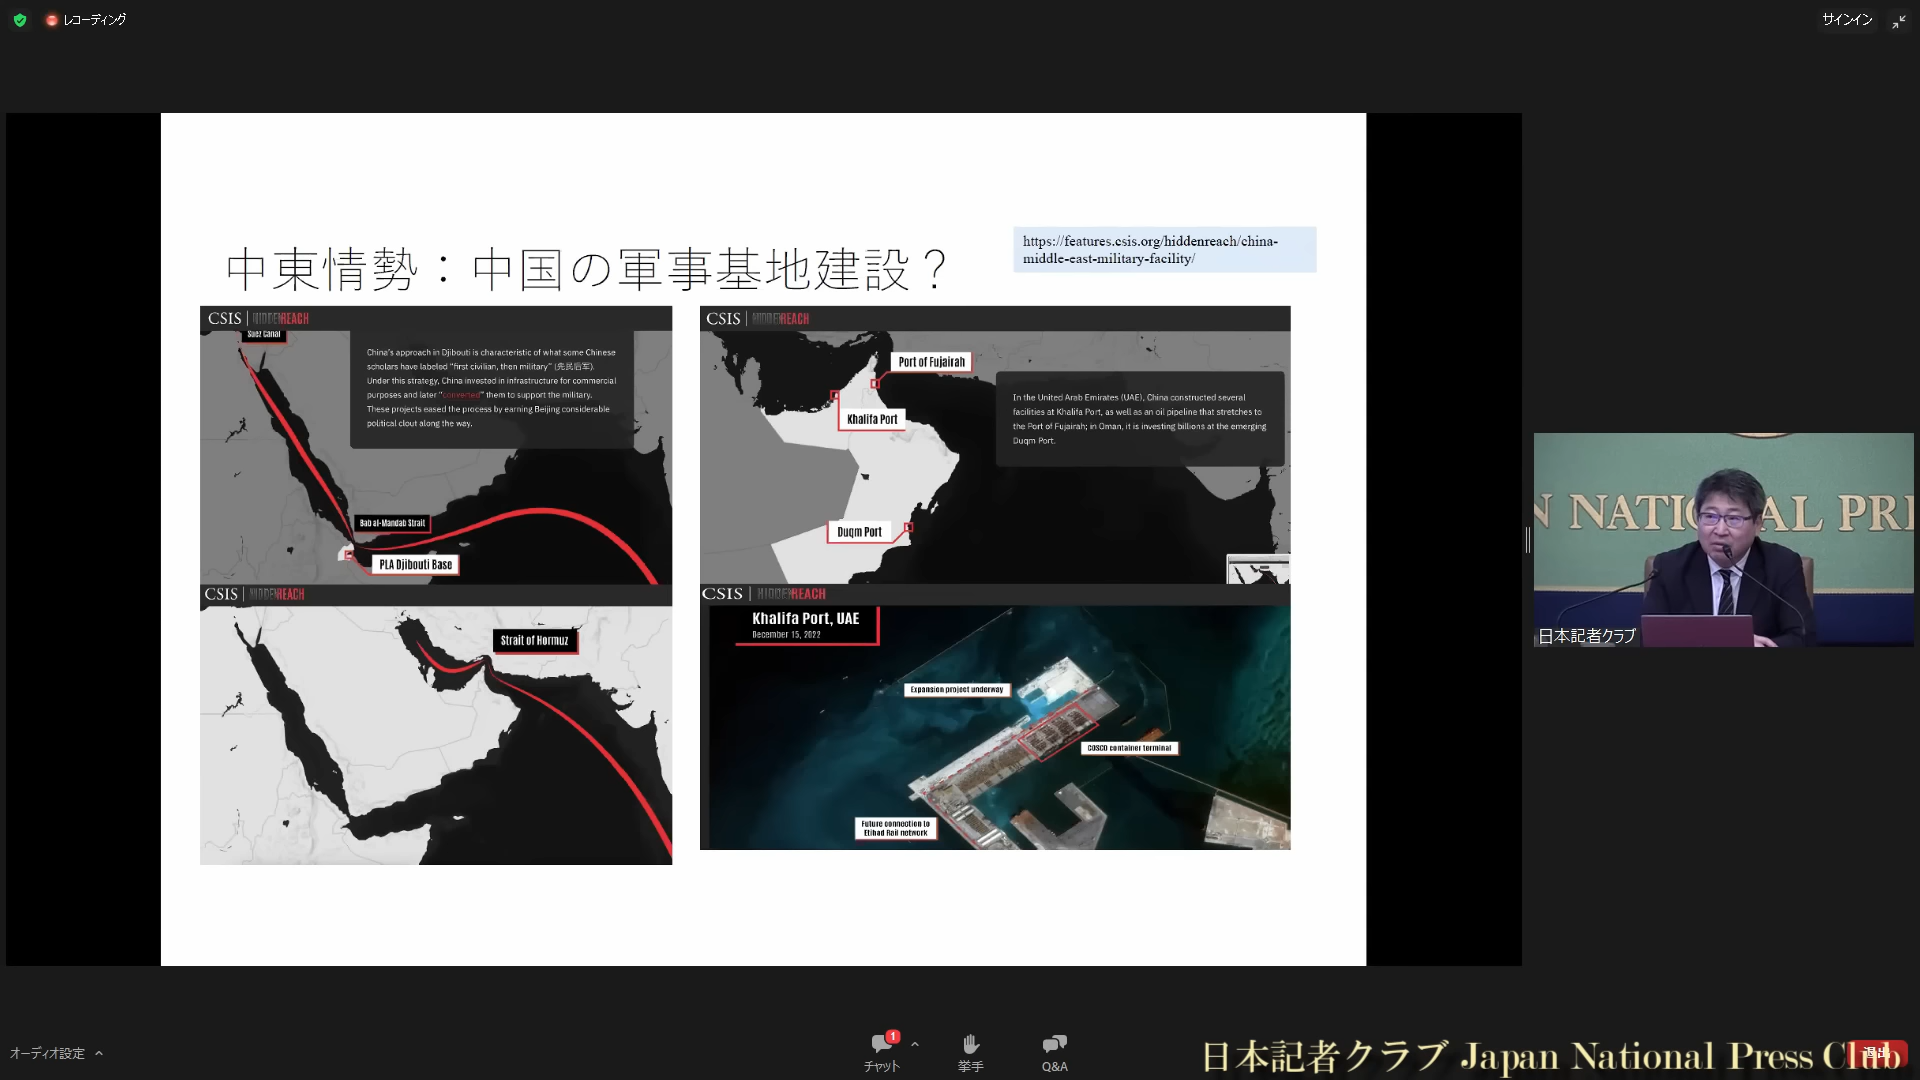 レコーディング
サインイン
中東情勢：中国の軍事基地建設？
https://features.csis.org/hiddenreach/china-
middle-east-military-facility/
CSIS | HIDDENREACH
Suez Canal
China's approach in Djibouti is characteristic of what some Chinese
scholars have labeled "first civilian, then military" (先民后军).
Under this strategy, China invested in infrastructure for commercial
purposes and later "converted" them to support the military.
These projects eased the process by earning Beijing considerable
political clout along the way.
Bab al-Mandab Strait
PLA Djibouti Base
CSIS | HIDDENREACH
Port of Fujairah
Khalifa Port
In the United Arab Emirates (UAE), China constructed several
facilities at Khalifa Port, as well as an oil pipeline that stretches to
the Port of Fujairah; in Oman, it is investing billions at the emerging
Duqm Port.
Duqm Port
CSIS | HIDDENREACH
Strait of Hormuz
CSIS | HIDDENREACH
Khalifa Port, UAE
December 15, 2022
Expansion project underway
COSCO container terminal
Future connection to
Etihad Rail network
N NATIONAL PRE
日本記者クラブ
オーディオ設定
1
チャット
挙手
Q&A
日本記者クラブ Japan National Press Club
退出